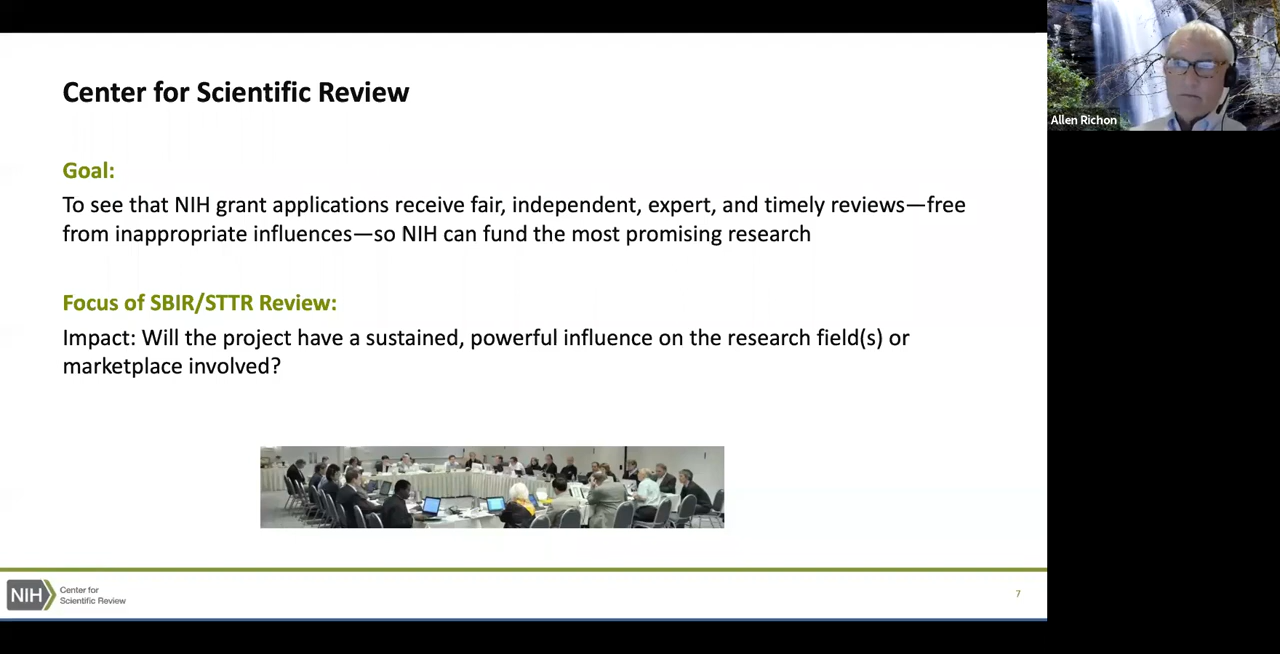 Center for Scientific Review
Goal:
To see that NIH grant applications receive fair, independent, expert, and timely reviews—free
from inappropriate influences—so NIH can fund the most promising research
Focus of SBIR/STTR Review:
Impact: Will the project have a sustained, powerful influence on the research field(s) or
marketplace involved?
NIH
Center for
Scientific Review
7
Allen Richon